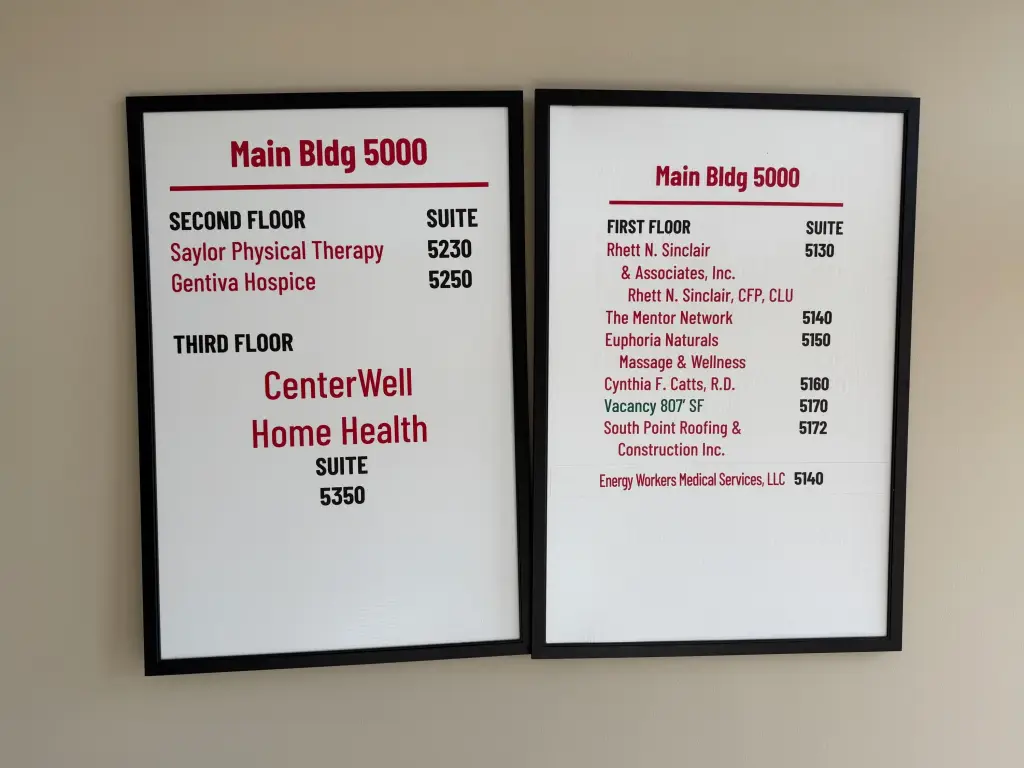 Main Bldg 5000
SECOND FLOOR SUITE
Saylor Physical Therapy 5230
Gentiva Hospice 5250
THIRD FLOOR
CenterWell
Home Health
SUITE
5350
Main Bldg 5000
FIRST FLOOR SUITE
Rhett N. Sinclair 5130
& Associates, Inc.
Rhett N. Sinclair, CFP, CLU
The Mentor Network 5140
Euphoria Naturals 5150
Massage & Wellness
Cynthia F. Catts, R.D. 5160
Vacancy 807' SF 5170
South Point Roofing & 5172
Construction Inc.
Energy Workers Medical Services, LLC 5140